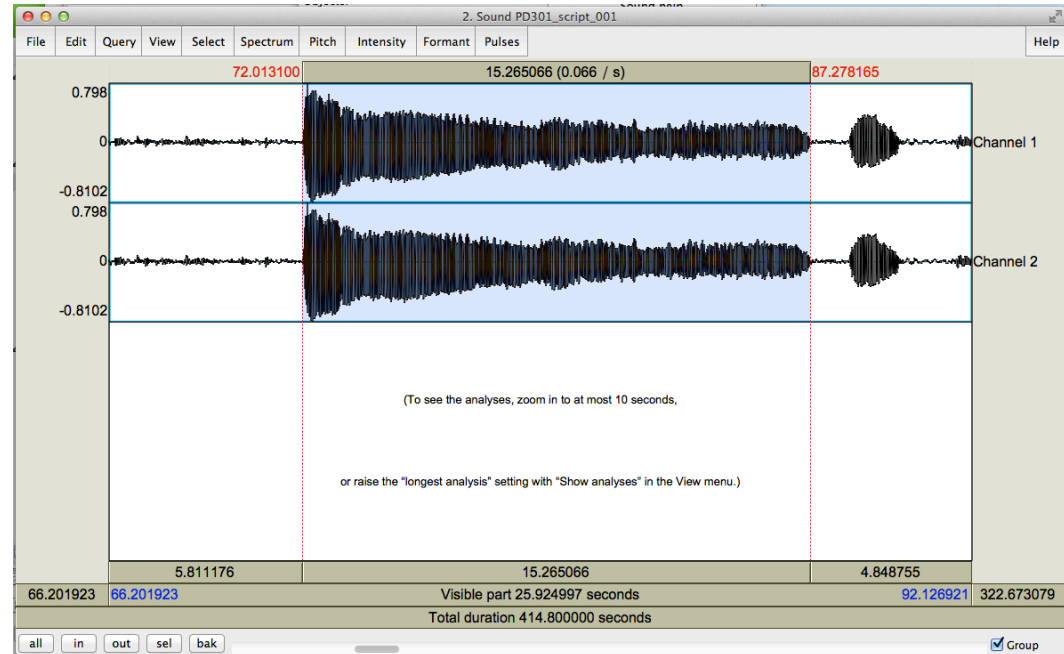 2. Sound PD301_script_001
File Edit Query View Select Spectrum Pitch Intensity Formant Pulses Help
72.013100 15.265066 (0.066 / s) 87.278165
0.798
0 Channel 1
-0.8102
0.798
0 Channel 2
-0.8102
(To see the analyses, zoom in to at most 10 seconds,
or raise the "longest analysis" setting with "Show analyses" in the View menu.)
5.811176 15.265066 4.848755
66.201923 66.201923 Visible part 25.924997 seconds 92.126921 322.673079
Total duration 414.800000 seconds
all in out sel bak Group